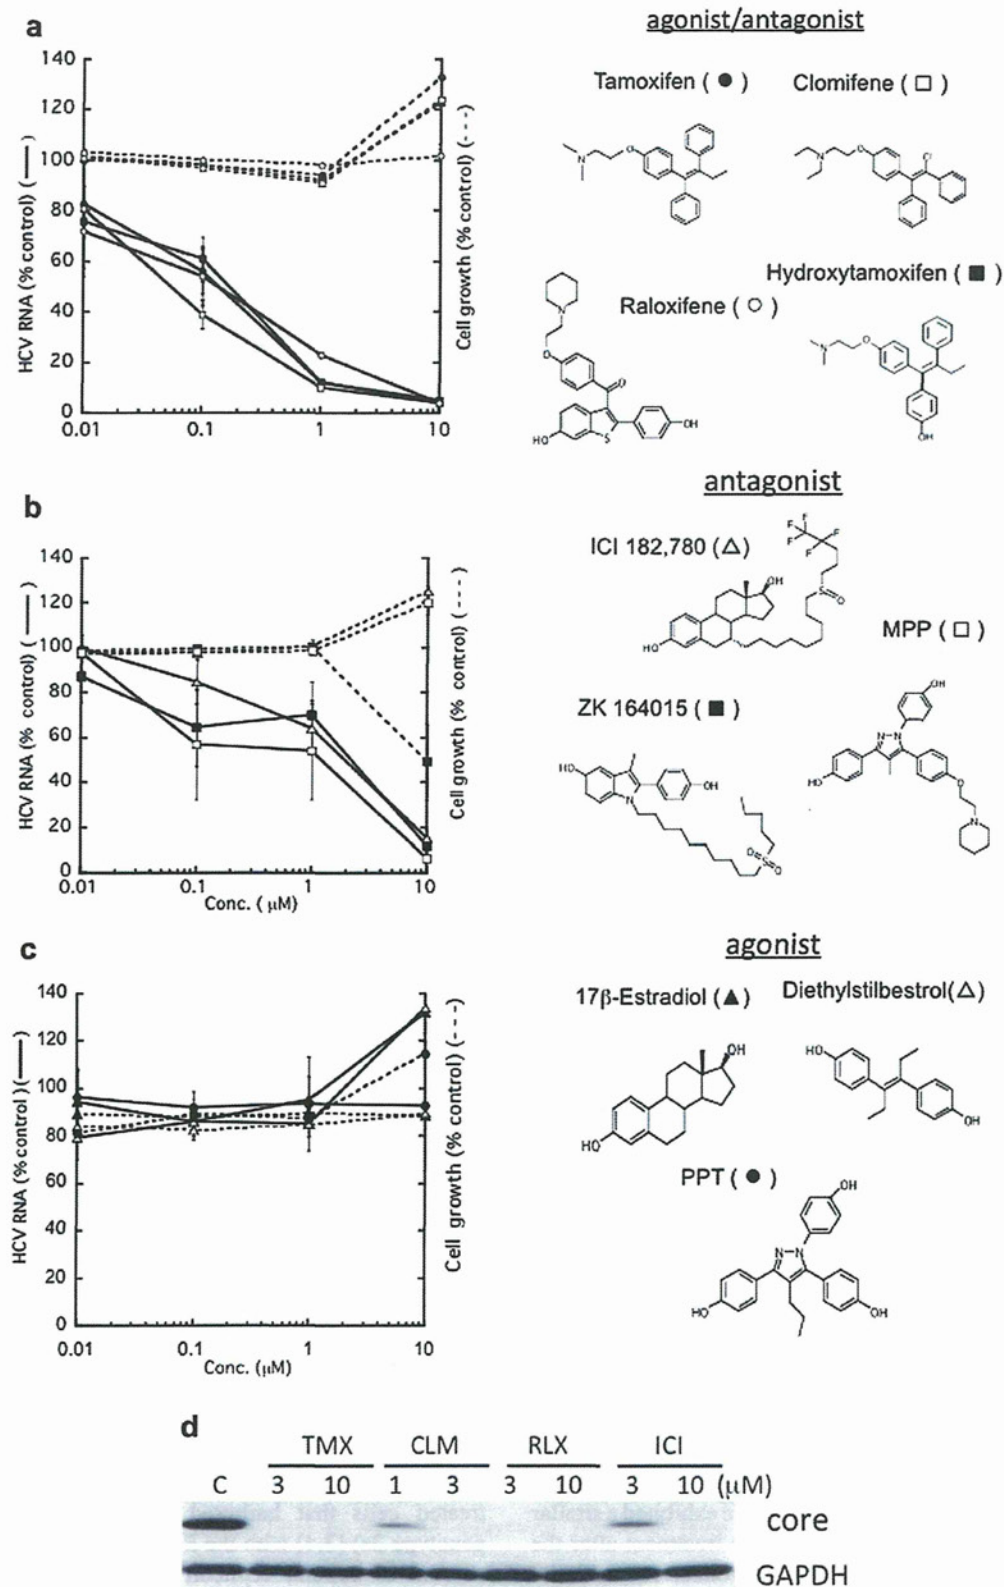 a
agonist/antagonist
140
120
100
80
60
40
20
0
0.01
0.1
1
10
HCV RNA (% control) (—)
Cell growth (% control) (---)
Tamoxifen ( ● )
Clomifene ( □ )
Raloxifene ( ○ )
Hydroxytamoxifen ( ■ )
b
antagonist
140
120
100
80
60
40
20
0
0.01
0.1
1
10
Conc. ( μM)
HCV RNA (% control) (—)
Cell growth (% control) (---)
ICI 182,780 (△)
MPP ( □ )
ZK 164015 ( ■ )
c
agonist
140
120
100
80
60
40
20
0
0.01
0.1
1
10
Conc. (μM)
HCV RNA (% control) (—)
Cell growth (% control) (---)
17β-Estradiol (▲)
Diethylstilbestrol(△)
PPT ( ● )
d
TMX CLM RLX ICI
C 3 10 1 3 3 10 3 10 (μM)
core
GAPDH